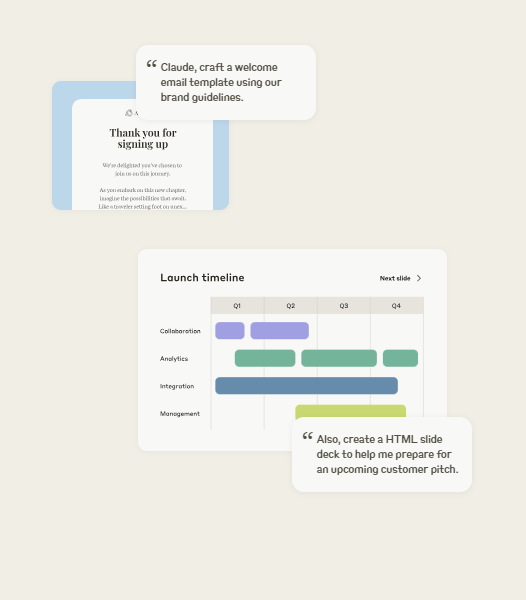 “ Claude, craft a welcome
email template using our
brand guidelines.
A
Thank you for
signing up
We're delighted you've chosen to
join us on this journey.
As you embark on this new chapter,
imagine the possibilities that await.
Like a traveler setting foot on unex...
Launch timeline
Next slide
Q1 Q2 Q3 Q4
Collaboration
Analytics
Integration
Management
“ Also, create a HTML slide
deck to help me prepare for
an upcoming customer pitch.